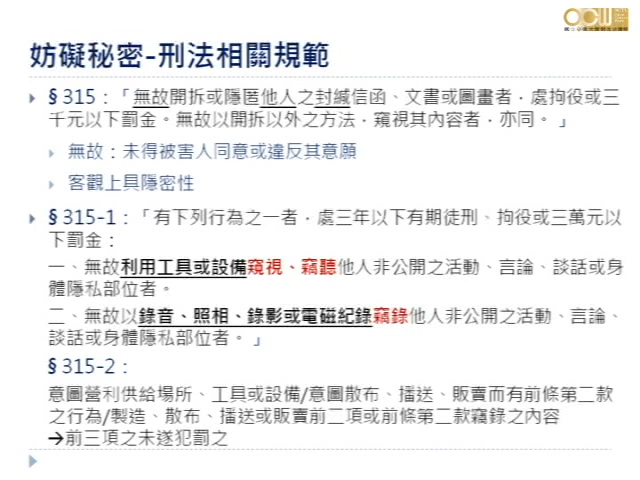 妨礙秘密-刑法相關規範
§315：「無故開拆或隱匿他人之封緘信函、文書或圖畫者，處拘役或三
千元以下罰金。無故以開拆以外之方法，窺視其內容者，亦同。」
無故：未得被害人同意或違反其意願
客觀上具隱密性
§315-1：「有下列行為之一者，處三年以下有期徒刑、拘役或三萬元以
下罰金：
一、無故利用工具或設備窺視、竊聽他人非公開之活動、言論、談話或身
體隱私部位者。
二、無故以錄音、照相、錄影或電磁紀錄竊錄他人非公開之活動、言論、
談話或身體隱私部位者。」
§315-2：
意圖營利供給場所、工具或設備/意圖散布、播送、販賣而有前條第二款
之行為/製造、散布、播送或販賣前二項或前條第二款竊錄之內容
→前三項之未遂犯罰之